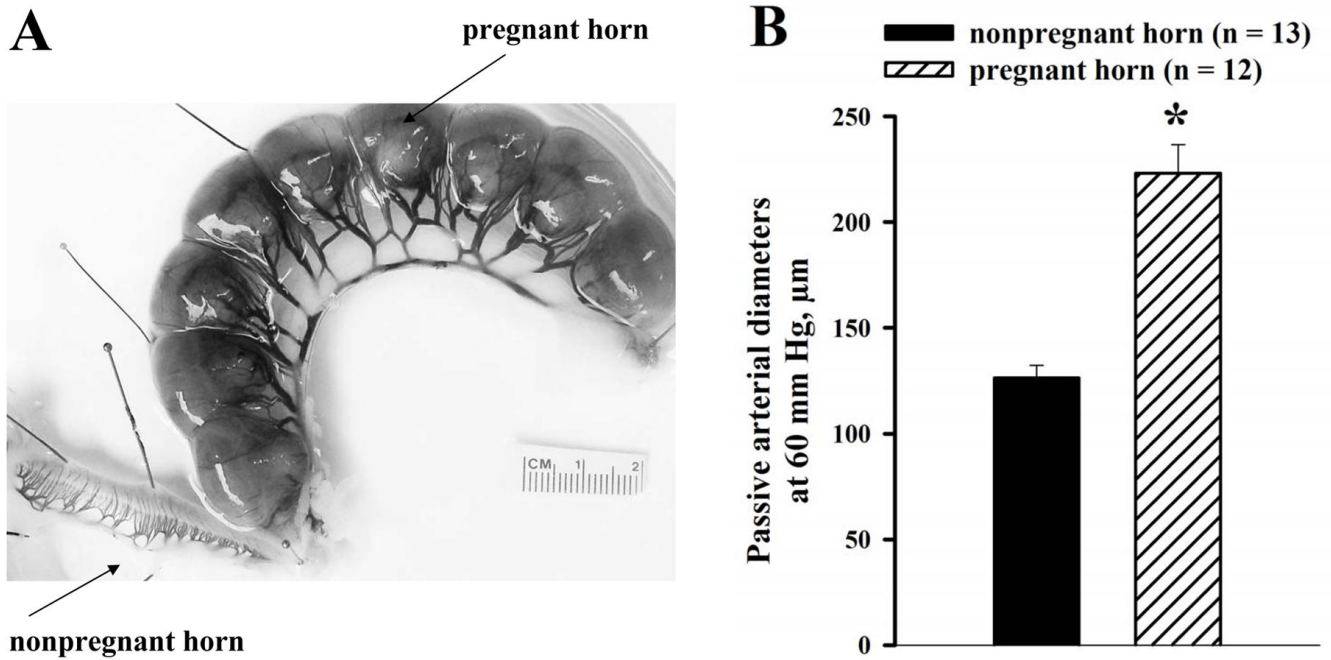 A
pregnant horn
CM 1 2
nonpregnant horn
B
nonpregnant horn (n = 13)
pregnant horn (n = 12)
*
250
200
150
100
50
0
Passive arterial diameters
at 60 mm Hg, µm